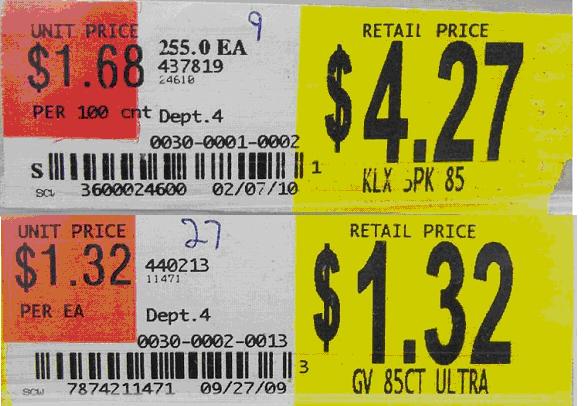 UNIT PRICE
9
RETAIL PRICE
255.0 EA
$1.68
437819
24610
$4.27
PER 100 cnt
Dept.4
0030-0001-0002
S
1
KLX 3PK 85
SCW 3600024600 02/07/10
UNIT PRICE
27
RETAIL PRICE
$1.32
440213
11471
$1.32
PER EA
Dept.4
0030-0002-0013
3
GV 85CT ULTRA
SCW 7874211471 09/27/09